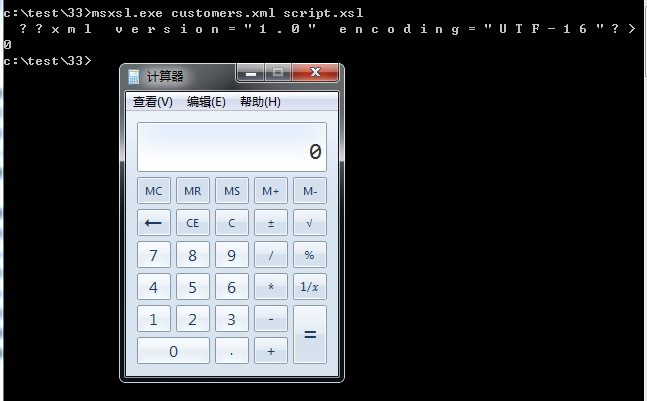 c:\test\33>msxsl.exe customers.xml script.xsl
??xml version="1.0" encoding="UTF-16"?>
0
c:\test\33>
计算器
查看(V) 编辑(E) 帮助(H)
0
MC MR MS M+ M-
← CE C ± √
7 8 9 / %
4 5 6 * 1/x
1 2 3 - =
0 . +